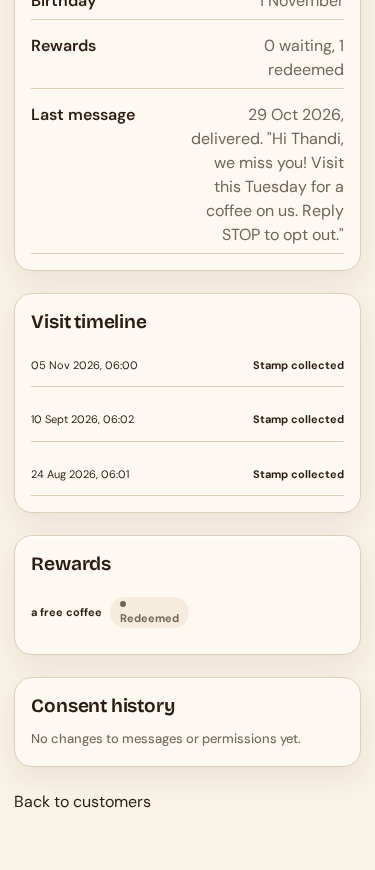 Birthday 1 November
Rewards 0 waiting, 1
redeemed
Last message 29 Oct 2026,
delivered. "Hi Thandi,
we miss you! Visit
this Tuesday for a
coffee on us. Reply
STOP to opt out."
Visit timeline
05 Nov 2026, 06:00 Stamp collected
10 Sept 2026, 06:02 Stamp collected
24 Aug 2026, 06:01 Stamp collected
Rewards
a free coffee Redeemed
Consent history
No changes to messages or permissions yet.
Back to customers